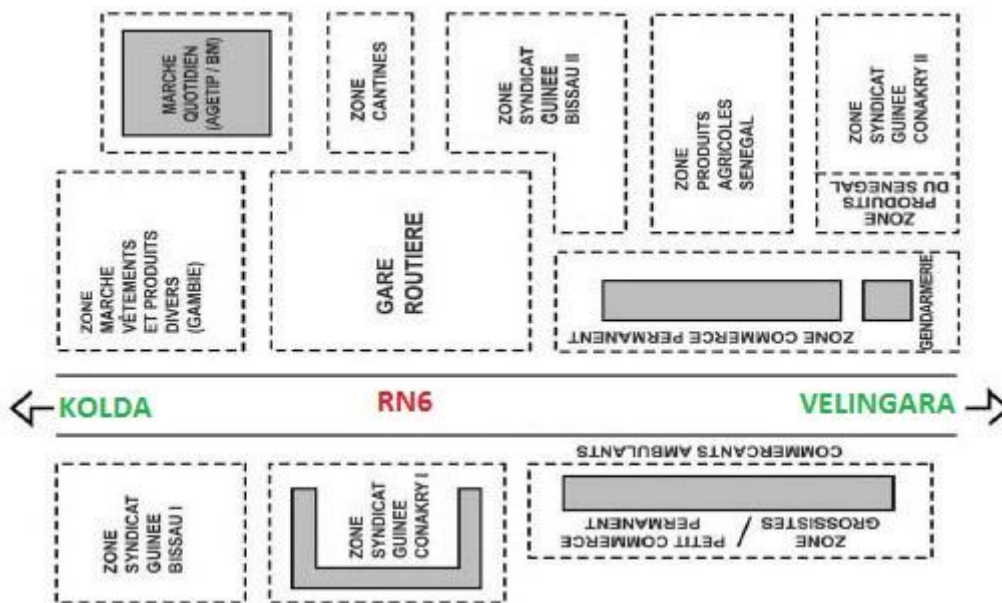 MARCHE
QUOTIDIEN
(AGETIP / BM)
ZONE
CANTINES
ZONE
SYNDICAT
GUINEE
BISSAU II
ZONE
PRODUITS
AGRICOLES
SENEGAL
ZONE
SYNDICAT
GUINEE
CONAKRY II
ZONE
PRODUITS
DU SENEGAL
ZONE
MARCHE
VÊTEMENTS
ET PRODUITS
DIVERS
(GAMBIE)
GARE
ROUTIERE
ZONE COMMERCE PERMANENT
GENDARMERIE
KOLDA
RN6
VELINGARA
ZONE
SYNDICAT
GUINEE
BISSAU I
ZONE
SYNDICAT
GUINEE
CONAKRY I
COMMERCANTS AMBULANTS
ZONE
GROSSISTES
/
PETIT COMMERCE
PERMANENT